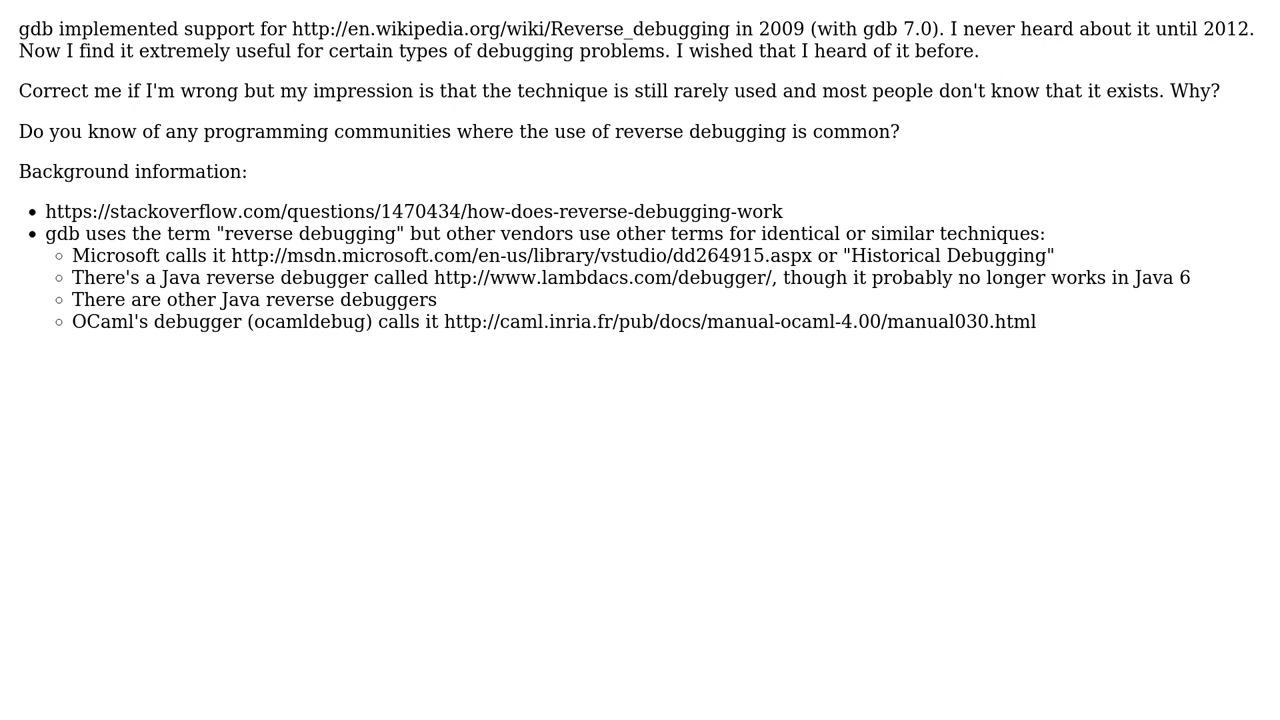 gdb implemented support for http://en.wikipedia.org/wiki/Reverse_debugging in 2009 (with gdb 7.0). I never heard about it until 2012.
Now I find it extremely useful for certain types of debugging problems. I wished that I heard of it before.
Correct me if I'm wrong but my impression is that the technique is still rarely used and most people don't know that it exists. Why?
Do you know of any programming communities where the use of reverse debugging is common?
Background information:
• https://stackoverflow.com/questions/1470434/how-does-reverse-debugging-work
• gdb uses the term "reverse debugging" but other vendors use other terms for identical or similar techniques:
◦ Microsoft calls it http://msdn.microsoft.com/en-us/library/vstudio/dd264915.aspx or "Historical Debugging"
◦ There's a Java reverse debugger called http://www.lambdacs.com/debugger/, though it probably no longer works in Java 6
◦ There are other Java reverse debuggers
◦ OCaml's debugger (ocamldebug) calls it http://caml.inria.fr/pub/docs/manual-ocaml-4.00/manual030.html